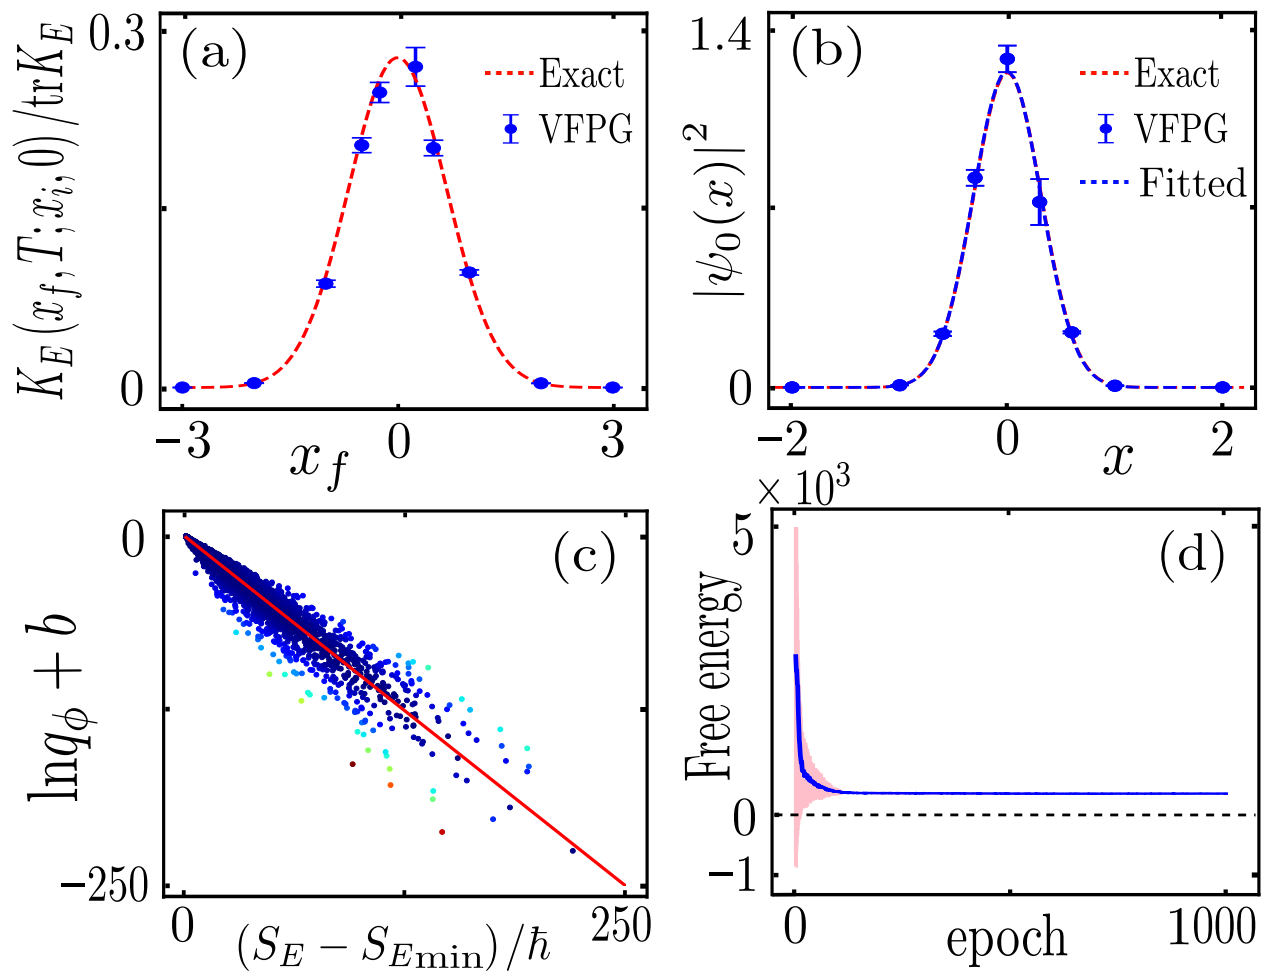 (a)
K_E(x_f,T;x_i,0)/trK_E
0.3
0
Exact
VFPG
−3 0 3
x_f
(b)
|ψ_0(x)|^2
1.4
0
Exact
VFPG
Fitted
−2 0 2
x
(c)
lnq_ϕ + b
0
−250
0 250
(S_E − S_{Emin})/ħ
(d)
× 10^3
Free energy
5
0
−1
0 1000
epoch